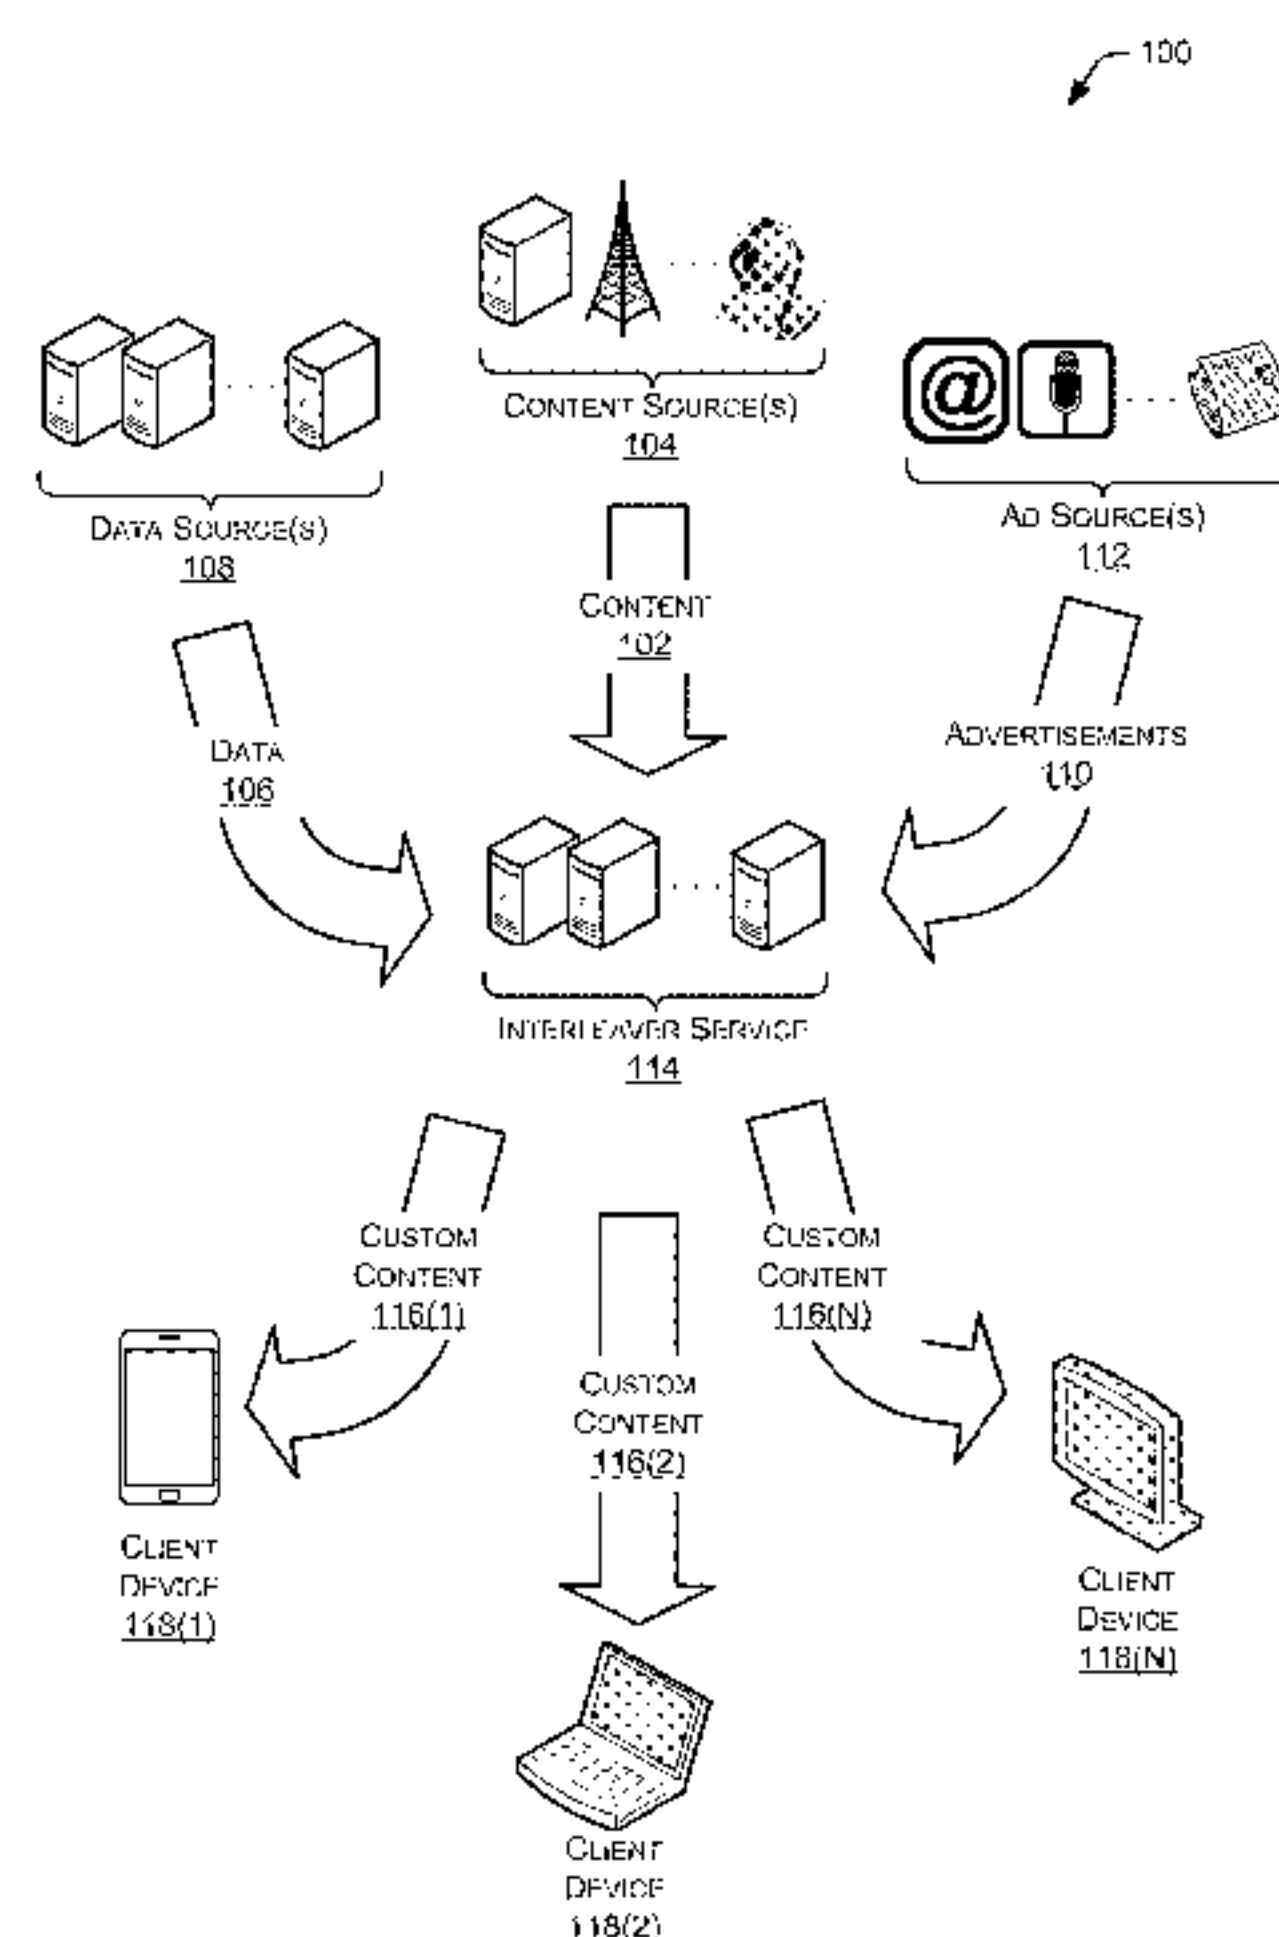 100
CONTENT SOURCE(S)
104
DATA SOURCE(S)
108
AD SOURCE(S)
112
CONTENT
102
DATA
106
ADVERTISEMENTS
110
@
INTERLEAVER SERVICE
114
CUSTOM
CONTENT
116(1)
CUSTOM
CONTENT
116(2)
CUSTOM
CONTENT
116(N)
CLIENT
DEVICE
118(1)
CLIENT
DEVICE
118(2)
CLIENT
DEVICE
118(N)